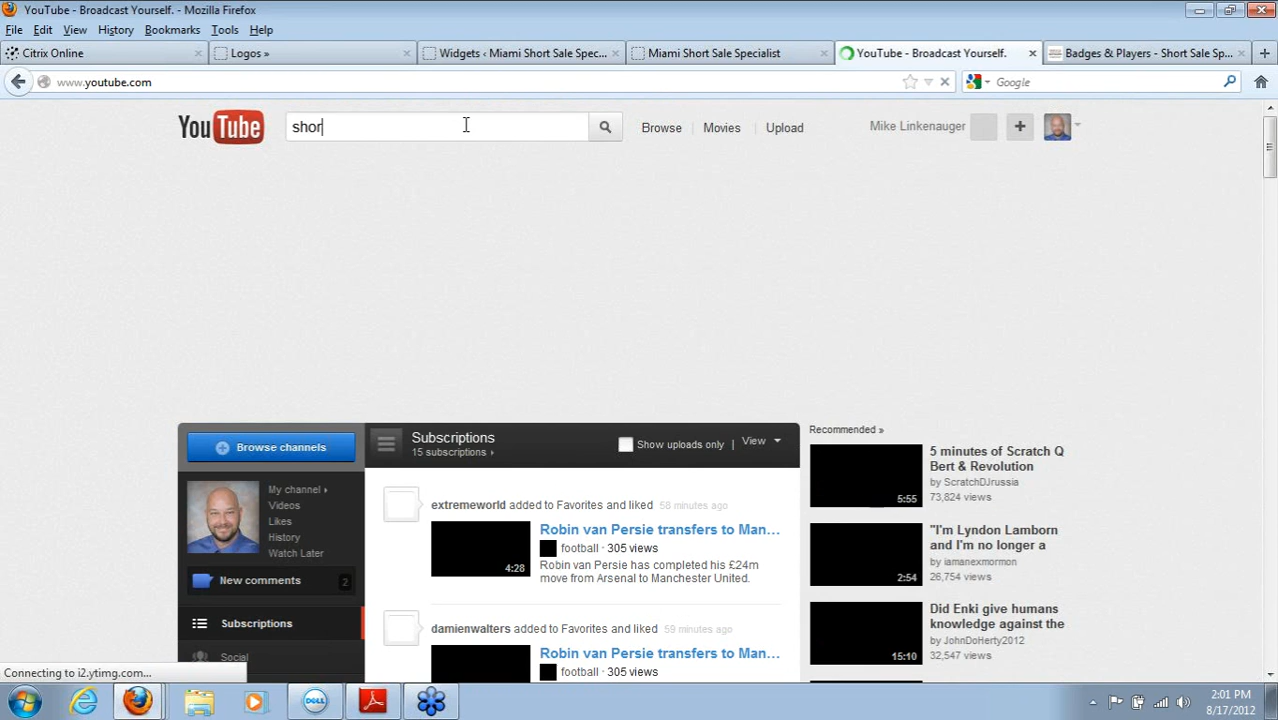 YouTube - Broadcast Yourself. - Mozilla Firefox
File Edit View History Bookmarks Tools Help
Citrix Online
Logos »
Widgets ‹ Miami Short Sale Spec...
Miami Short Sale Specialist
YouTube - Broadcast Yourself.
Badges & Players - Short Sale Sp...
www.youtube.com
Google
YouTube
shor
Browse
Movies
Upload
Mike Linkenauger
Browse channels
Subscriptions
15 subscriptions
Show uploads only
View
Recommended »
My channel
Videos
Likes
History
Watch Later
New comments 2
Subscriptions
Social
extremeworld added to Favorites and liked 58 minutes ago
Robin van Persie transfers to Man...
football · 305 views
Robin van Persie has completed his £24m
move from Arsenal to Manchester United.
4:28
damienwalters added to Favorites and liked 59 minutes ago
Robin van Persie transfers to Man...
football · 305 views
5 minutes of Scratch Q
Bert & Revolution
by ScratchDJrussia
73,824 views
5:55
"I'm Lyndon Lamborn
and I'm no longer a
by iamanexmormon
26,754 views
2:54
Did Enki give humans
knowledge against the
by JohnDoHerty2012
32,547 views
15:10
Connecting to i2.ytimg.com...
DELL
2:01 PM
8/17/2012